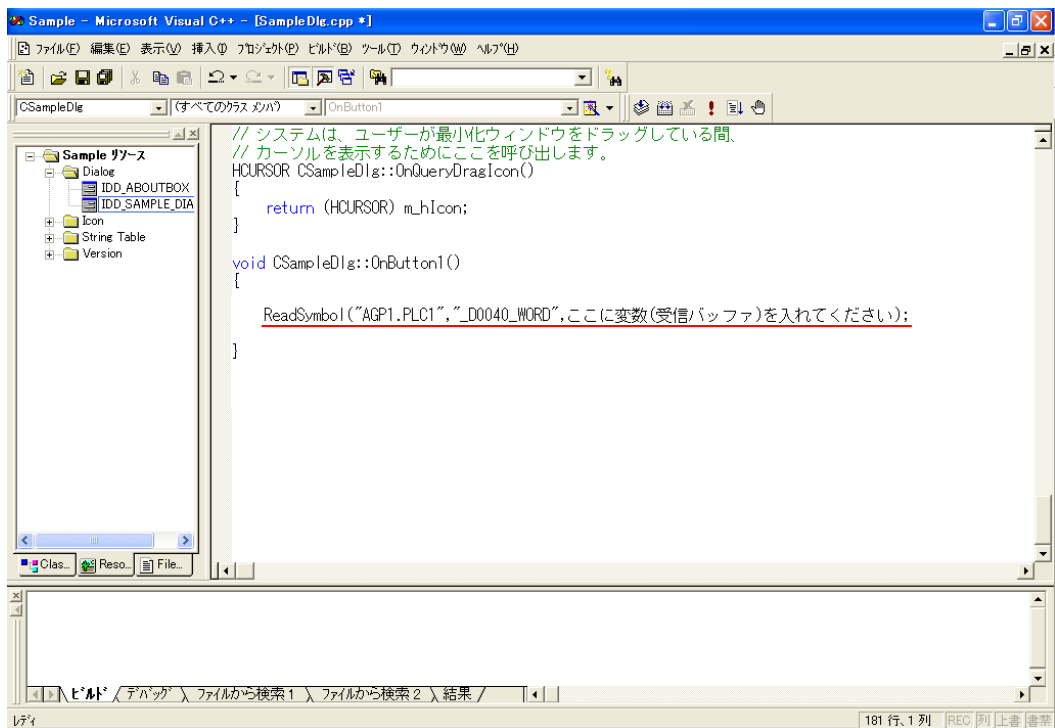 Sample - Microsoft Visual C++ - [SampleDlg.cpp *]
ファイル(F) 編集(E) 表示(V) 挿入(I) プロジェクト(P) ビルド(B) ツール(T) ウィンドウ(W) ヘルプ(H)
CSampleDlg (すべてのクラス メンバ) OnButton1
Sample リソース
Dialog
IDD_ABOUTBOX
IDD_SAMPLE_DIA
Icon
String Table
Version
// システムは、ユーザーが最小化ウィンドウをドラッグしている間、
// カーソルを表示するためにここを呼び出します。
HCURSOR CSampleDlg::OnQueryDragIcon()
{
return (HCURSOR) m_hIcon;
}
void CSampleDlg::OnButton1()
{
ReadSymbol("AGP1.PLC1","_D0040_WORD",ここに変数(受信バッファ)を入れてください);
}
Clas... Reso... File...
ビルド デバッグ ファイルから検索 1 ファイルから検索 2 結果
レディ 181 行、1 列 REC 列 上書 書禁